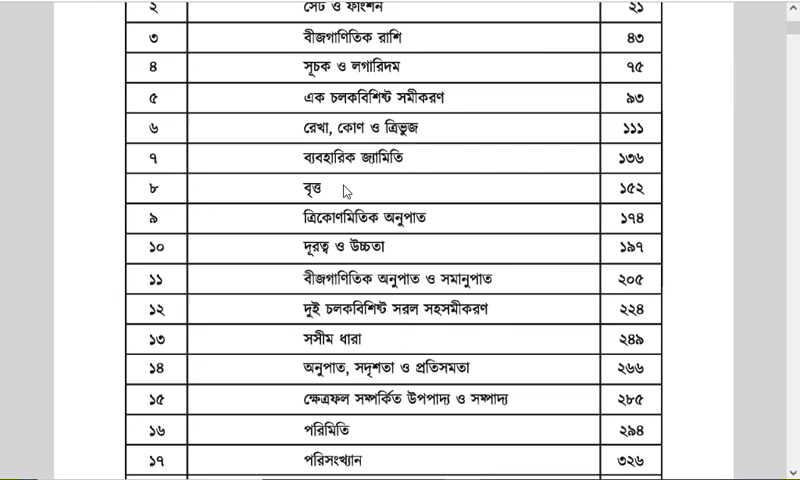 ২ সেট ও ফাংশন ২১
৩ বীজগাণিতিক রাশি ৪৩
৪ সূচক ও লগারিদম ৭৫
৫ এক চলকবিশিষ্ট সমীকরণ ৯৩
৬ রেখা, কোণ ও ত্রিভুজ ১১১
৭ ব্যবহারিক জ্যামিতি ১৩৬
৮ বৃত্ত ১৫২
৯ ত্রিকোণমিতিক অনুপাত ১৭৪
১০ দূরত্ব ও উচ্চতা ১৯৭
১১ বীজগাণিতিক অনুপাত ও সমানুপাত ২০৫
১২ দুই চলকবিশিষ্ট সরল সহসমীকরণ ২২৪
১৩ সসীম ধারা ২৪৯
১৪ অনুপাত, সদৃশতা ও প্রতিসমতা ২৬৬
১৫ ক্ষেত্রফল সম্পর্কিত উপপাদ্য ও সম্পাদ্য ২৮৫
১৬ পরিমিতি ২৯৪
১৭ পরিসংখ্যান ৩২৬